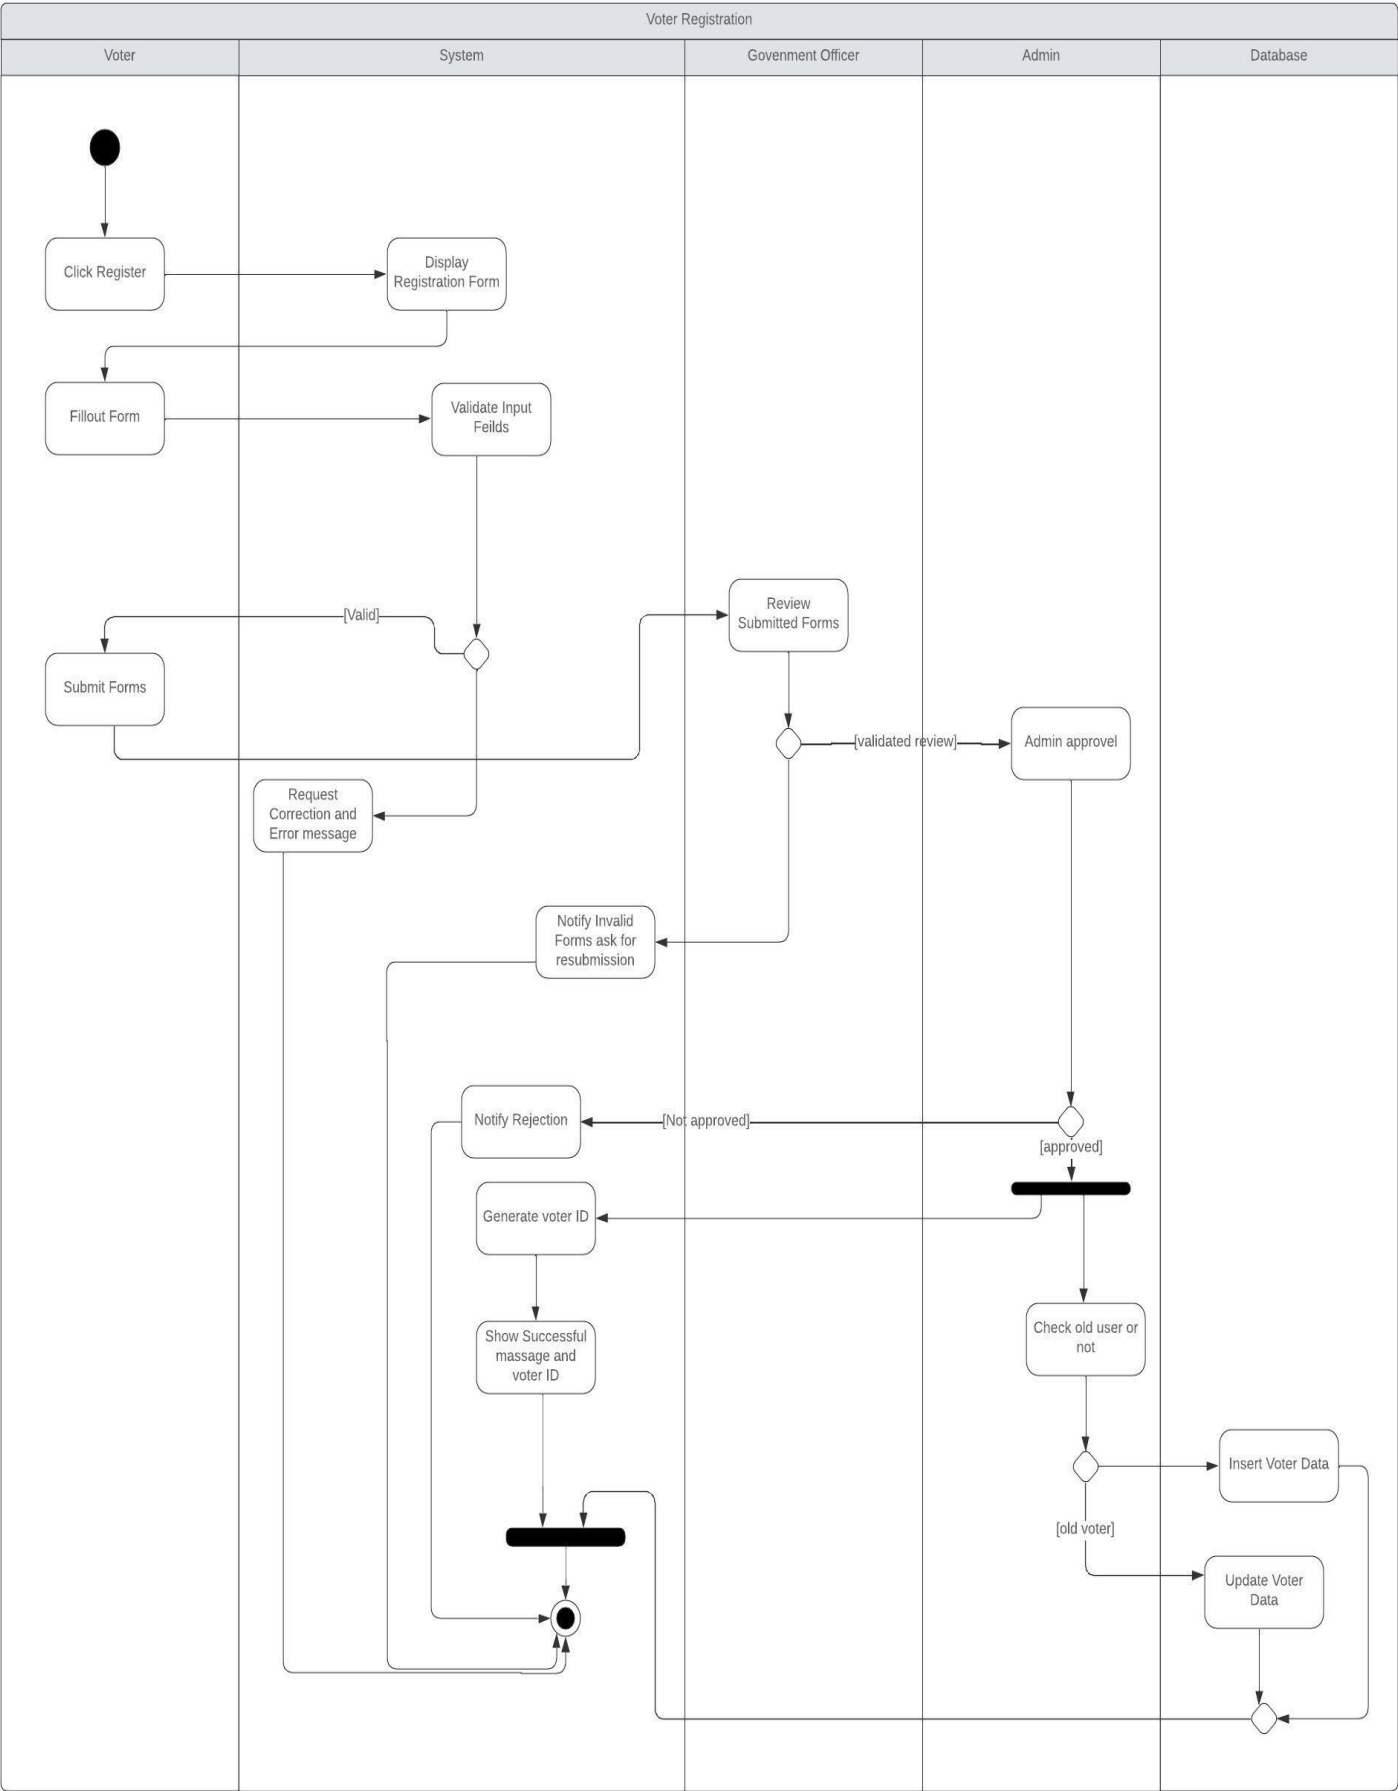 Voter Registration
Voter
System
Govenment Officer
Admin
Database
Click Register
Display
Registration Form
Fillout Form
Validate Input
Feilds
[Valid]
Review
Submitted Forms
Submit Forms
[validated review]
Admin approvel
Request
Correction and
Error message
Notify Invalid
Forms ask for
resubmission
Notify Rejection
[Not approved]
[approved]
Generate voter ID
Show Successful
massage and
voter ID
Check old user or
not
Insert Voter Data
[old voter]
Update Voter
Data